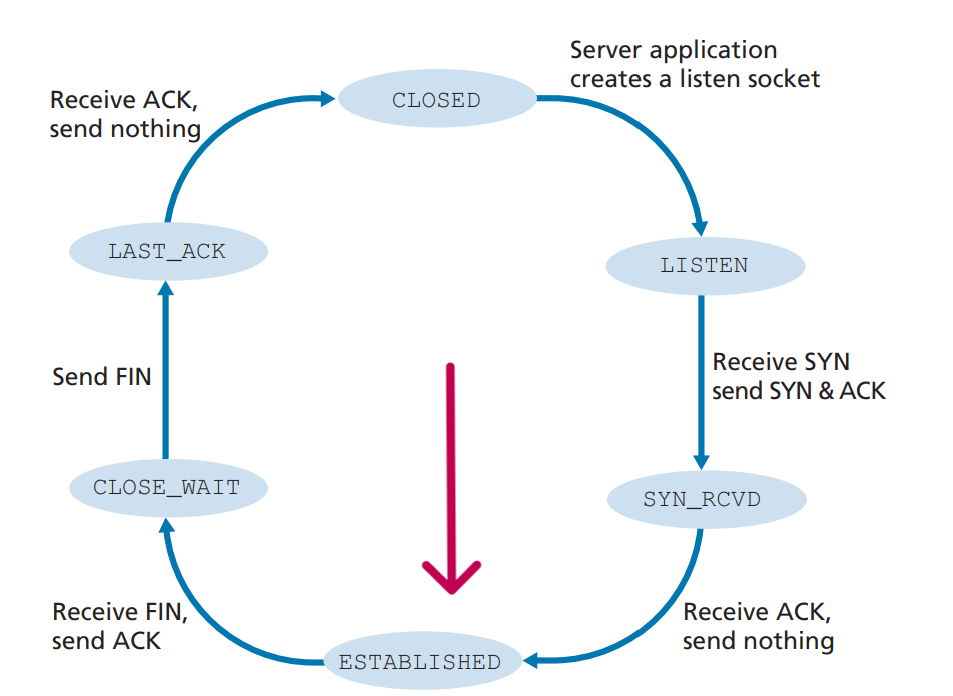 Server application
creates a listen socket
CLOSED
Receive ACK,
send nothing
LAST_ACK
LISTEN
Send FIN
Receive SYN
send SYN & ACK
CLOSE_WAIT
SYN_RCVD
Receive FIN,
send ACK
Receive ACK,
send nothing
ESTABLISHED